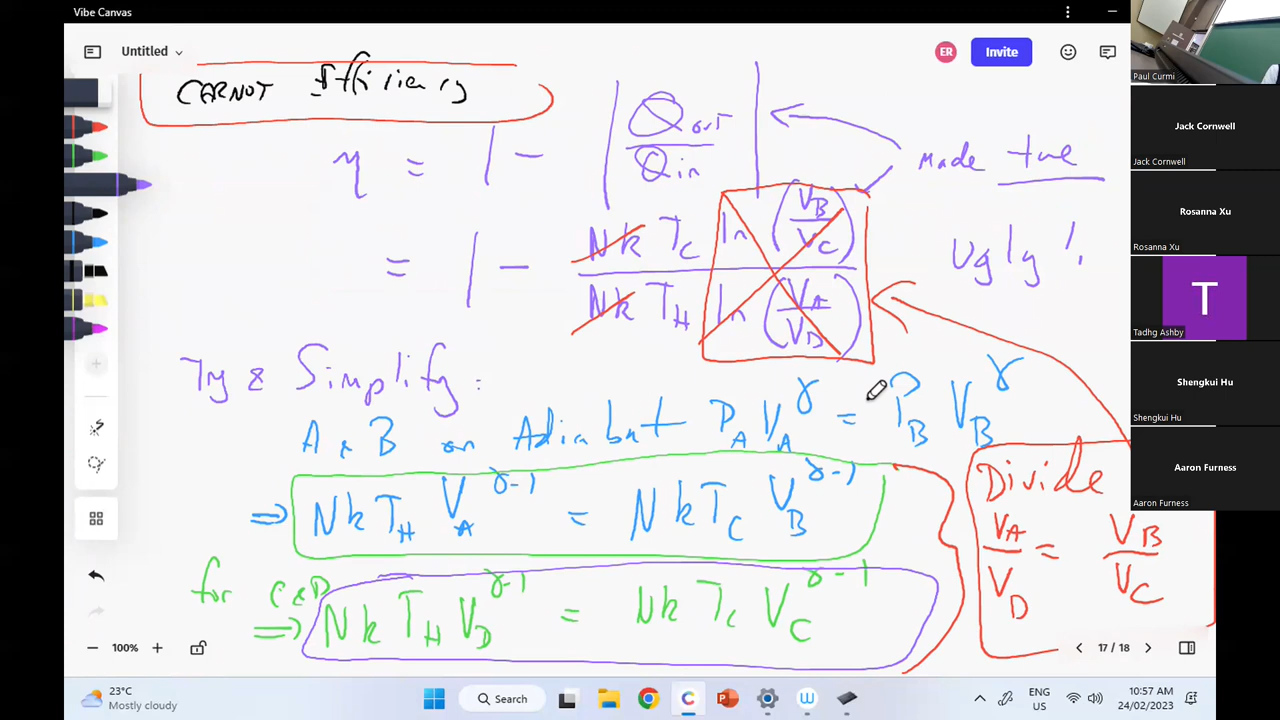 Vibe Canvas
Untitled
ER
Invite
CARNOT Efficiency
η = 1 - |Qout / Qin|
Made true
= 1 - Nk TC ln (VB / VC) / Nk TH ln (VA / VD)
Ugly!
Try & Simplify:
A & B on Adiabat PA VA^γ = PB VB^γ
⇒ Nk TH VA^γ-1 = Nk TC VB^γ-1
for C & D
⇒ Nk TH VD^γ-1 = Nk TC VC^γ-1
Divide
VA / VD = VB / VC
100%
17 / 18
Paul Curmi
Jack Cornwell
Jack Cornwell
Rosanna Xu
Rosanna Xu
T
Tadhg Ashby
Shengkui Hu
Shengkui Hu
Aaron Furness
Aaron Furness
23°C
Mostly cloudy
Search
ENG
US
10:57 AM
24/02/2023